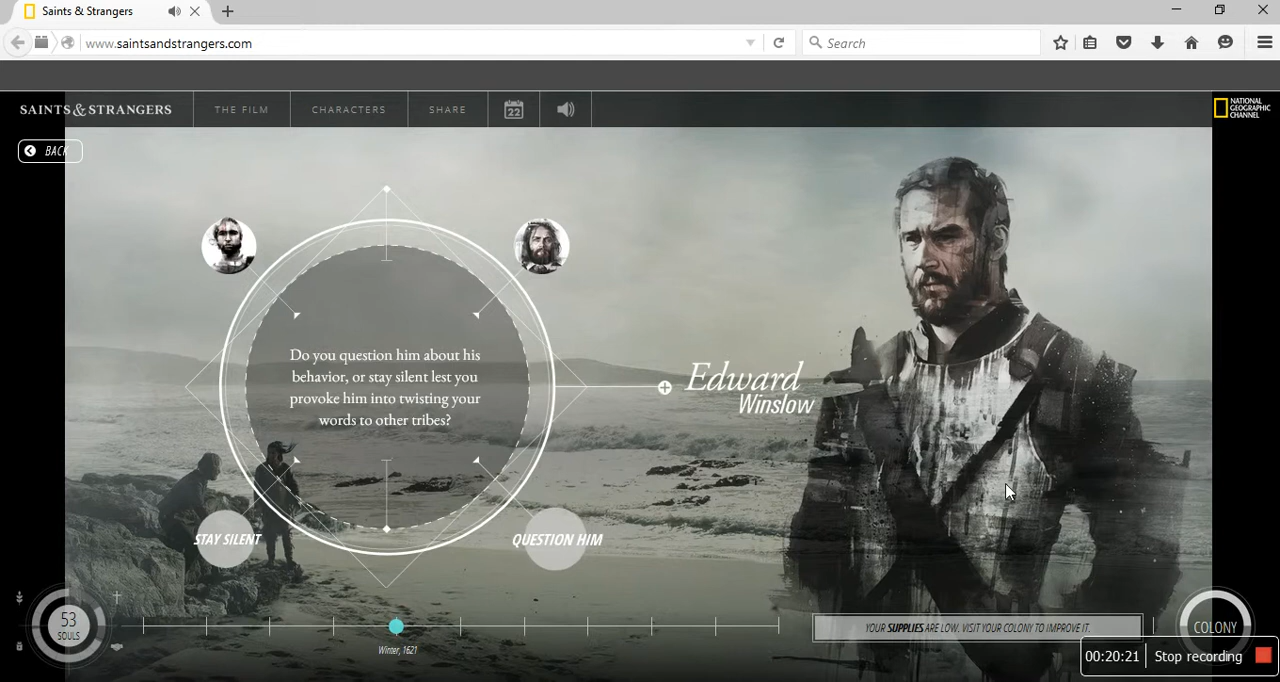 Saints & Strangers
www.saintsandstrangers.com
Search
SAINTS & STRANGERS
THE FILM
CHARACTERS
SHARE
22
NATIONAL
GEOGRAPHIC
CHANNEL
BACK
Do you question him about his
behavior, or stay silent lest you
provoke him into twisting your
words to other tribes?
Edward
Winslow
STAY SILENT
QUESTION HIM
53
SOULS
Winter, 1621
YOUR SUPPLIES ARE LOW. VISIT YOUR COLONY TO IMPROVE IT.
COLONY
00:20:21
Stop recording